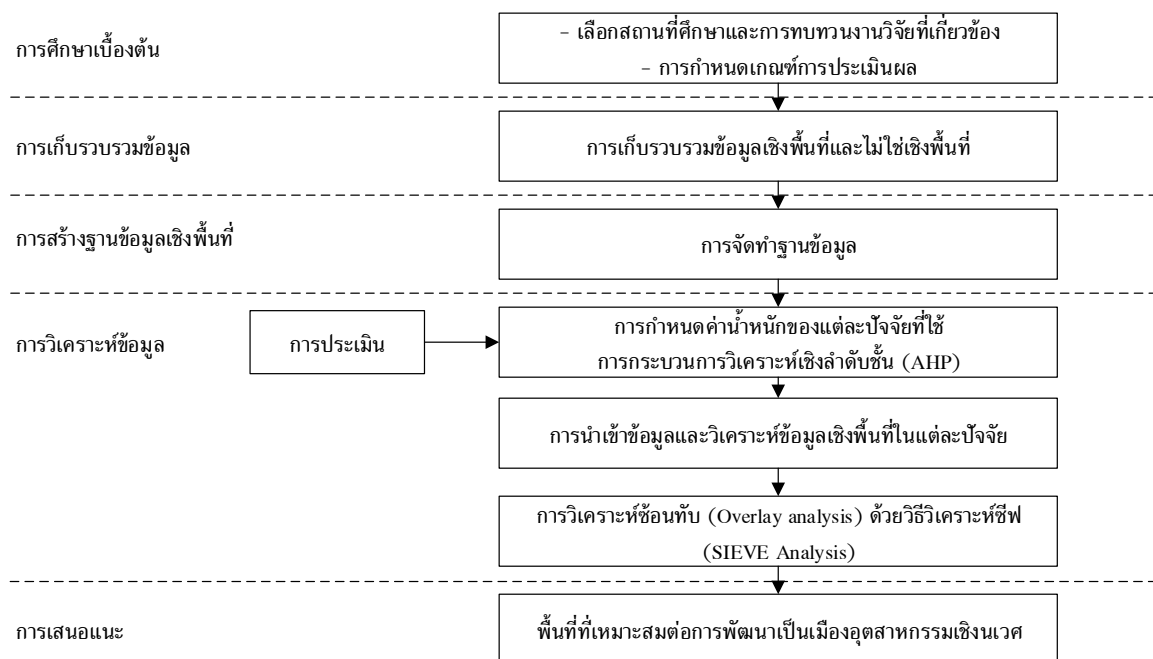 การศึกษาเบื้องต้น
- เลือกสถานที่ศึกษาและการทบทวนงานวิจัยที่เกี่ยวข้อง
- การกำหนดเกณฑ์การประเมินผล
การเก็บรวบรวมข้อมูล
การเก็บรวบรวมข้อมูลเชิงพื้นที่และไม่ใช่เชิงพื้นที่
การสร้างฐานข้อมูลเชิงพื้นที่
การจัดทำฐานข้อมูล
การวิเคราะห์ข้อมูล
การประเมิน
การกำหนดค่าน้ำหนักของแต่ละปัจจัยที่ใช้
การกระบวนการวิเคราะห์เชิงลำดับชั้น (AHP)
การนำเข้าข้อมูลและวิเคราะห์ข้อมูลเชิงพื้นที่ในแต่ละปัจจัย
การวิเคราะห์ซ้อนทับ (Overlay analysis) ด้วยวิธีวิเคราะห์ซีฟ
(SIEVE Analysis)
การเสนอแนะ
พื้นที่ที่เหมาะสมต่อการพัฒนาเป็นเมืองอุตสาหกรรมเชิงนเวศ